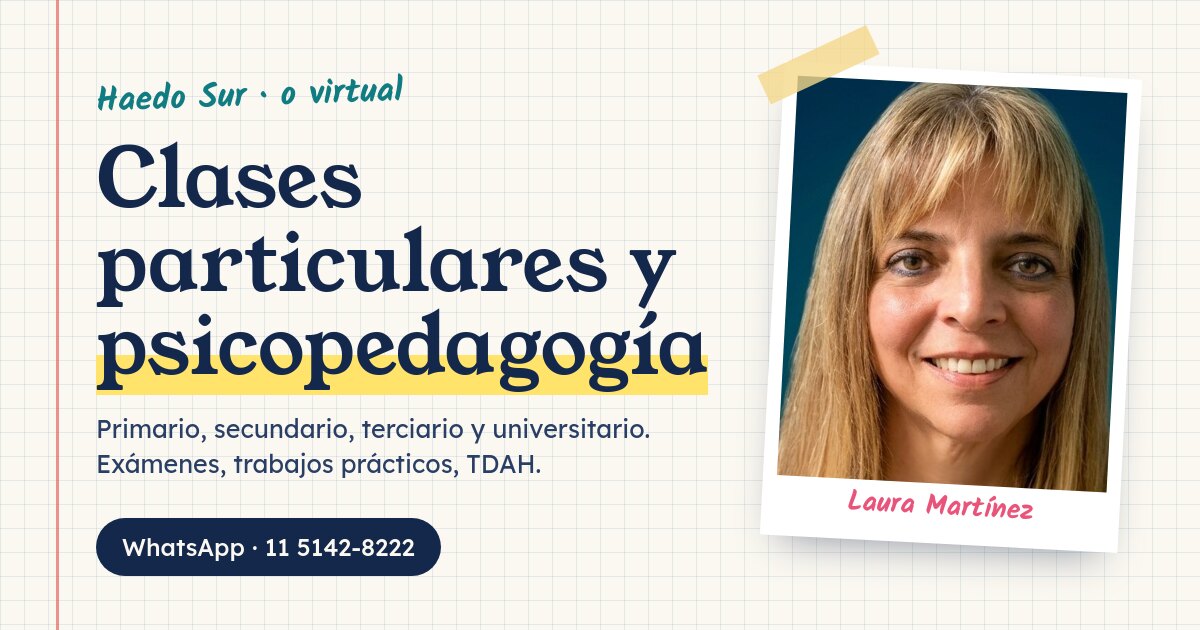 Haedo Sur · o virtual
Clases
particulares y
psicopedagogía
Primario, secundario, terciario y universitario.
Exámenes, trabajos prácticos, TDAH.
WhatsApp · 11 5142-8222
Laura Martínez